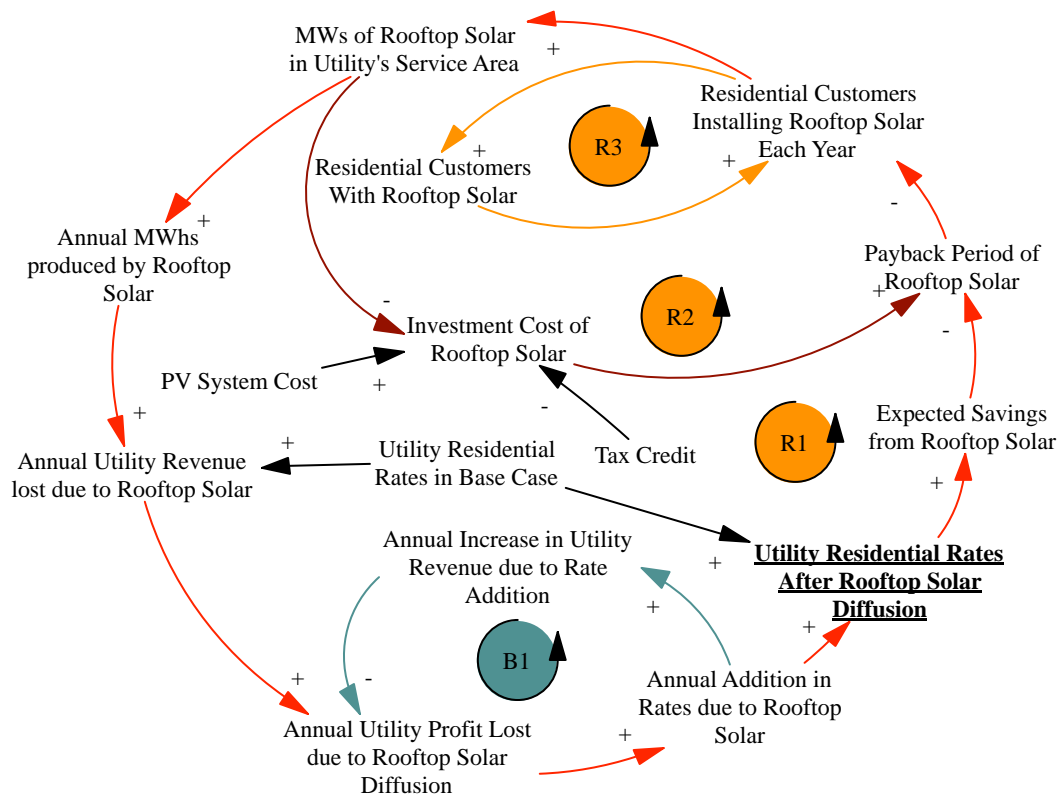 MWs of Rooftop Solar
in Utility's Service Area
+
Residential Customers
Installing Rooftop Solar
Each Year
R3
+
+
Residential Customers
With Rooftop Solar
-
+
Annual MWhs
produced by Rooftop
Solar
Payback Period of
Rooftop Solar
+
-
Investment Cost of
Rooftop Solar
R2
-
PV System Cost
+
-
+
Expected Savings
from Rooftop Solar
R1
+
Utility Residential
Rates in Base Case
Tax Credit
Annual Utility Revenue
lost due to Rooftop Solar
+
Annual Increase in Utility
Revenue due to Rate
Addition
+
Utility Residential Rates
After Rooftop Solar
Diffusion
+
+
B1
+
-
Annual Addition in
Rates due to Rooftop
Solar
+
Annual Utility Profit Lost
due to Rooftop Solar
Diffusion